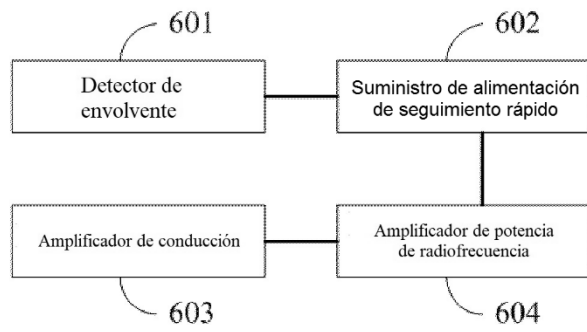 601
602
Detector de
envolvente
Suministro de alimentación
de seguimiento rápido
Amplificador de conducción
Amplificador de potencia
de radiofrecuencia
603
604